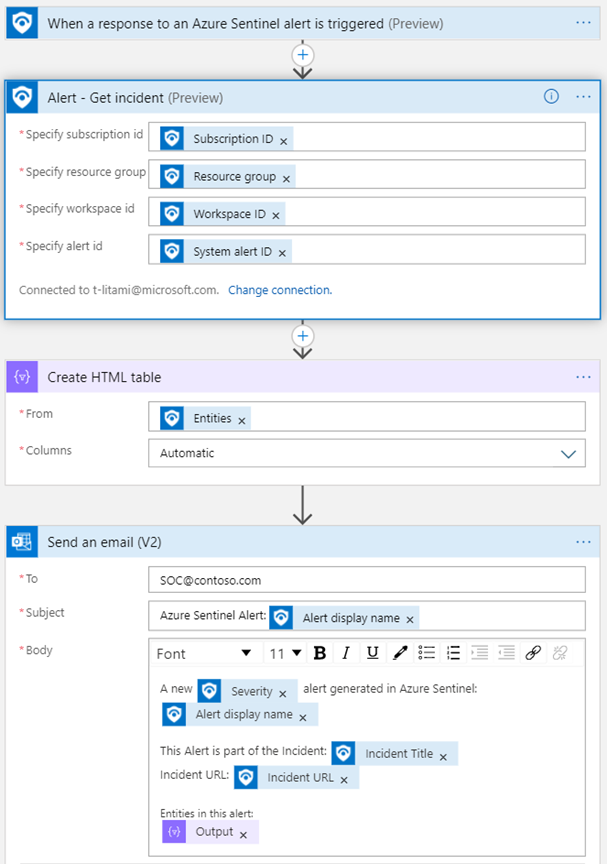 When a response to an Azure Sentinel alert is triggered (Preview)
Alert - Get incident (Preview)
* Specify subscription id Subscription ID ×
* Specify resource group Resource group ×
* Specify workspace id Workspace ID ×
* Specify alert id System alert ID ×
Connected to t-litami@microsoft.com. Change connection.
Create HTML table
* From Entities ×
* Columns Automatic
Send an email (V2)
* To SOC@contoso.com
* Subject Azure Sentinel Alert: Alert display name ×
* Body Font 11 B I U
A new Severity × alert generated in Azure Sentinel:
Alert display name ×
This Alert is part of the Incident: Incident Title ×
Incident URL: Incident URL ×
Entities in this alert:
Output ×